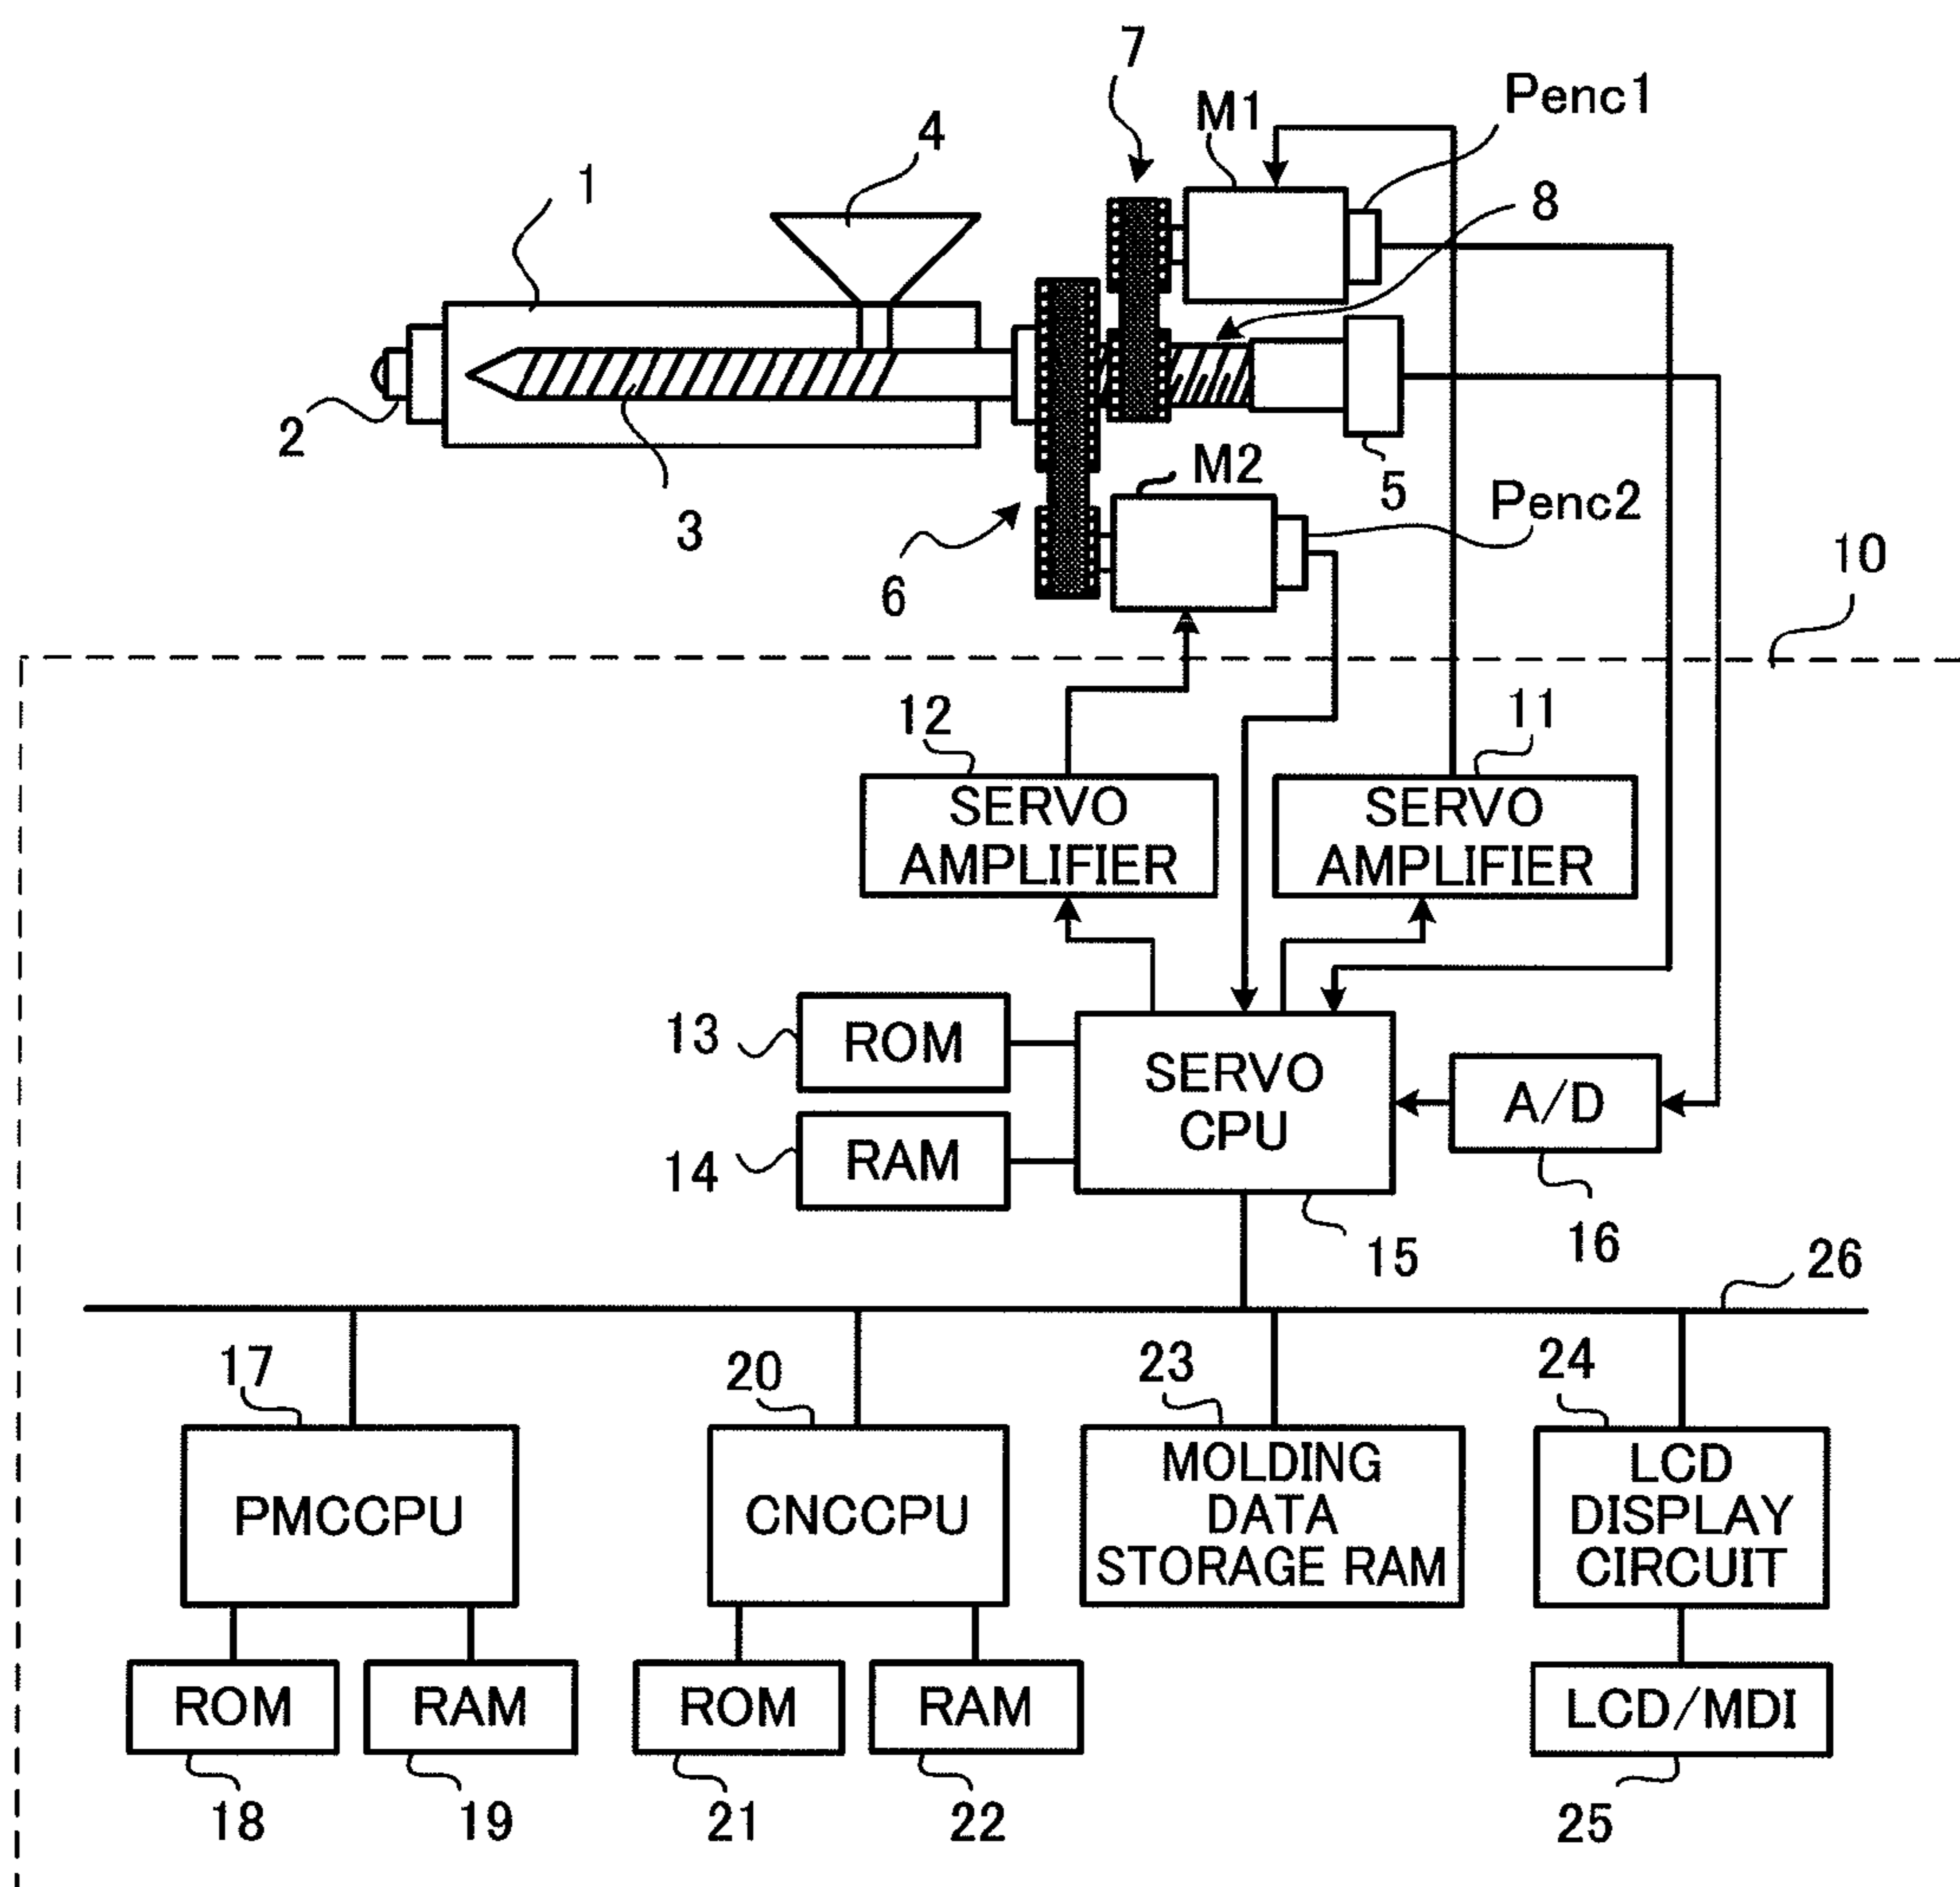 7
Penc1
M1
4
1
8
2
M2
5
Penc2
3
6
10
12
11
SERVO
AMPLIFIER
SERVO
AMPLIFIER
13
ROM
SERVO
CPU
A/D
14
RAM
16
15
26
17
20
23
24
PMCCPU
CNCCPU
MOLDING
DATA
STORAGE RAM
LCD
DISPLAY
CIRCUIT
ROM
RAM
ROM
RAM
LCD/MDI
18
19
21
22
25